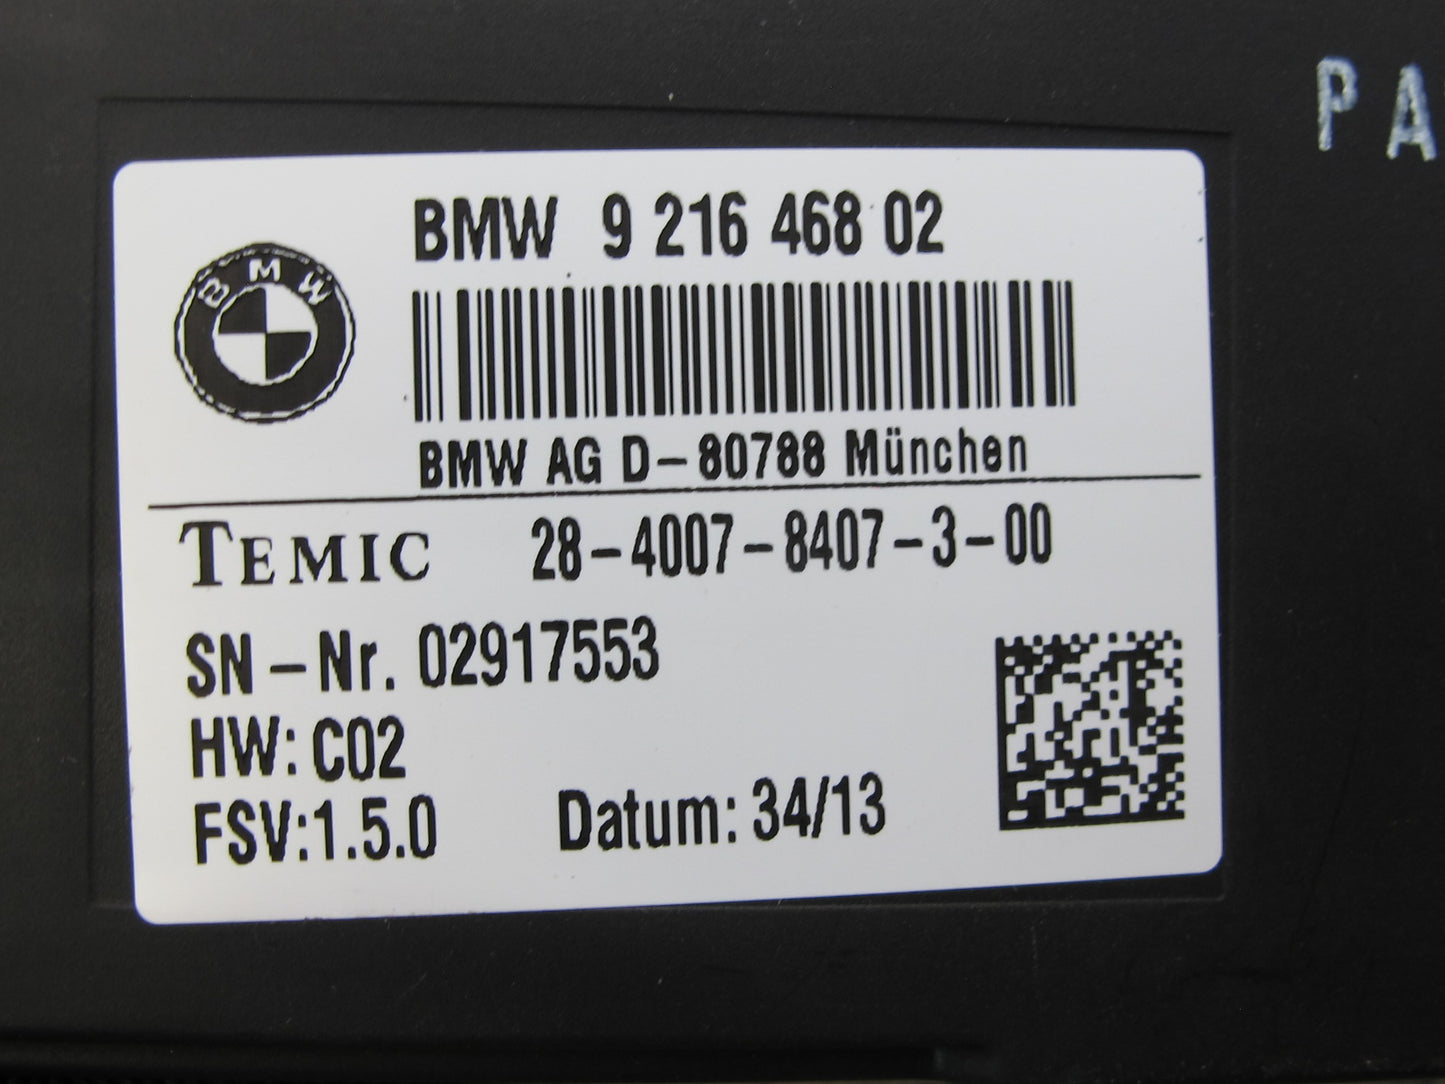 PA
BMW
BMW 9 216 468 02
BMW AG D-80788 München
TEMIC 28-4007-8407-3-00
SN-Nr. 02917553
HW: C02
FSV:1.5.0
Datum: 34/13